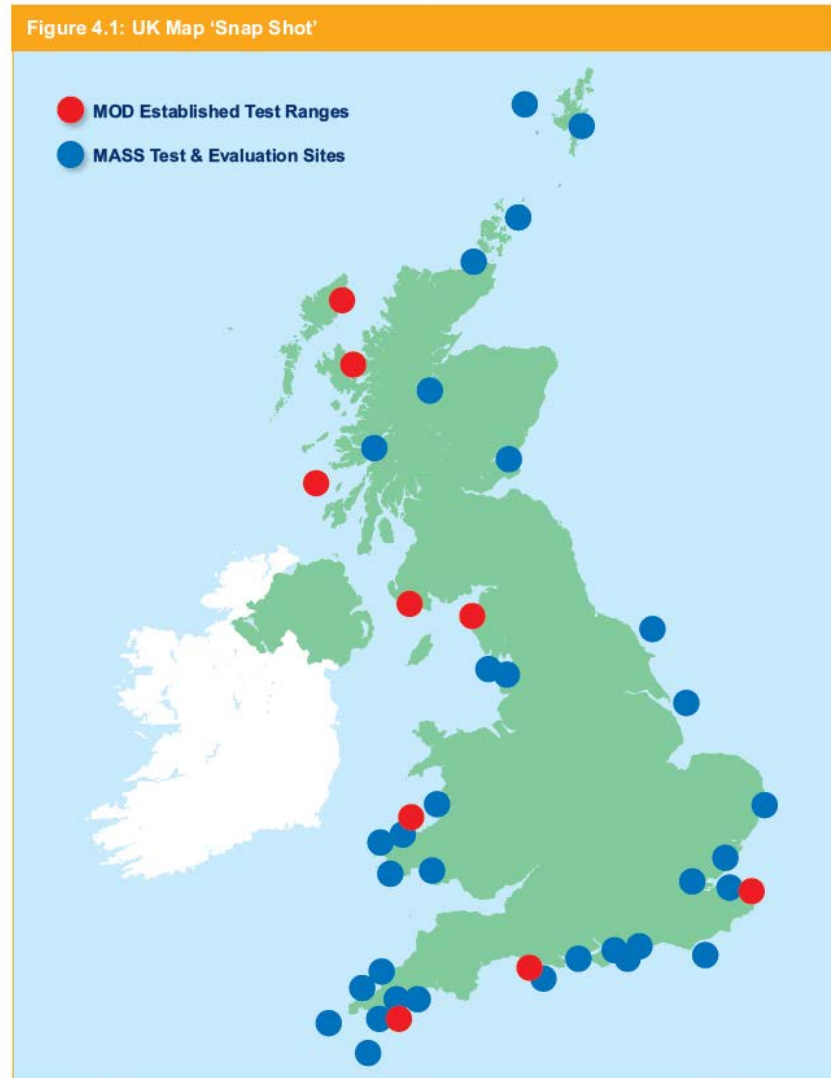 Figure 4.1: UK Map ‘Snap Shot’
MOD Established Test Ranges
MASS Test & Evaluation Sites